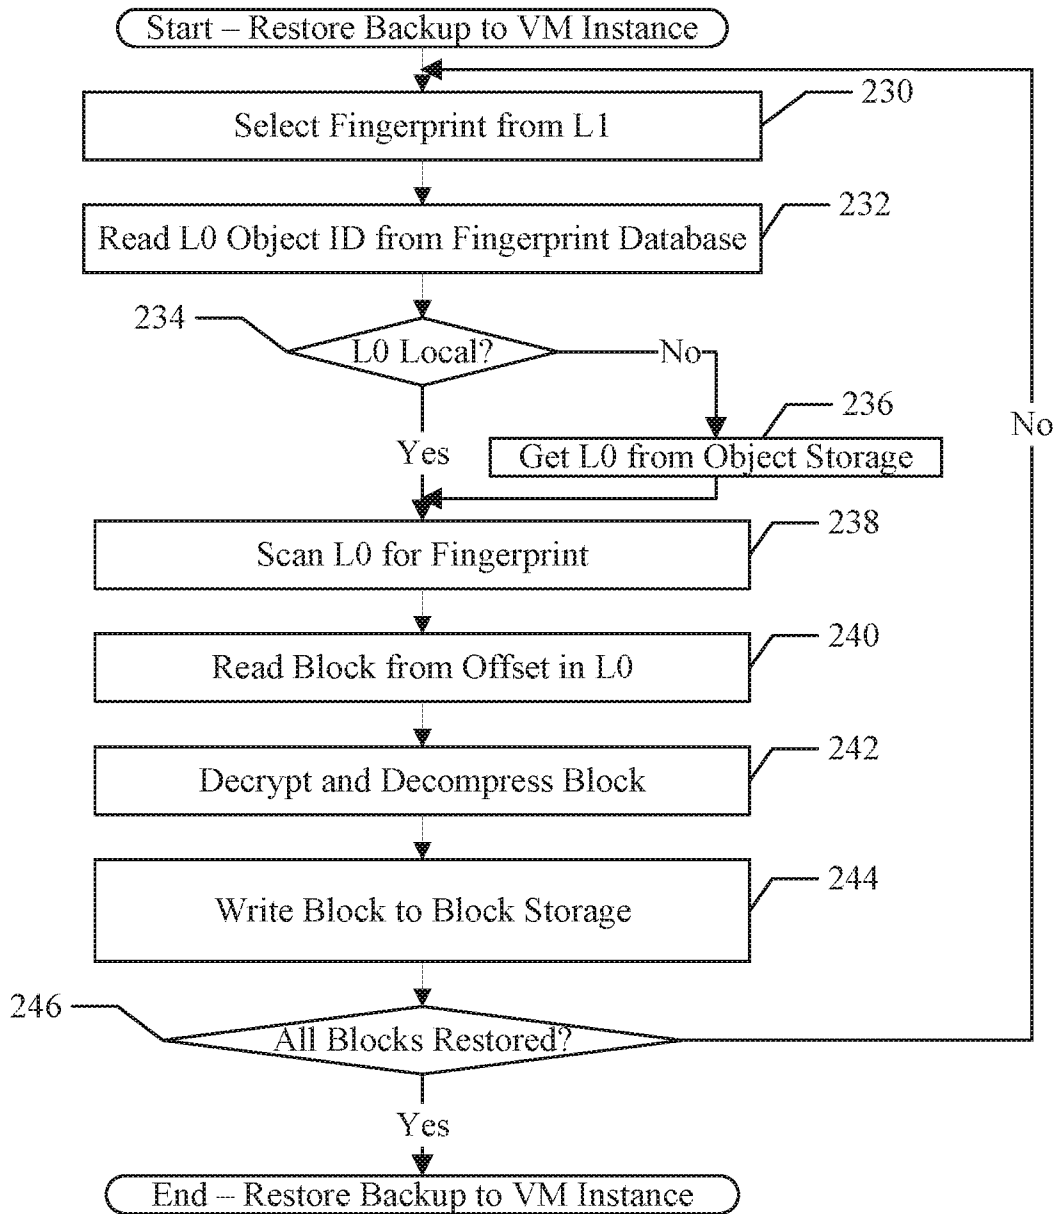 Start – Restore Backup to VM Instance
230
Select Fingerprint from L1
232
Read L0 Object ID from Fingerprint Database
234
L0 Local?
No
236
No
Yes
Get L0 from Object Storage
238
Scan L0 for Fingerprint
240
Read Block from Offset in L0
242
Decrypt and Decompress Block
244
Write Block to Block Storage
246
All Blocks Restored?
Yes
End – Restore Backup to VM Instance